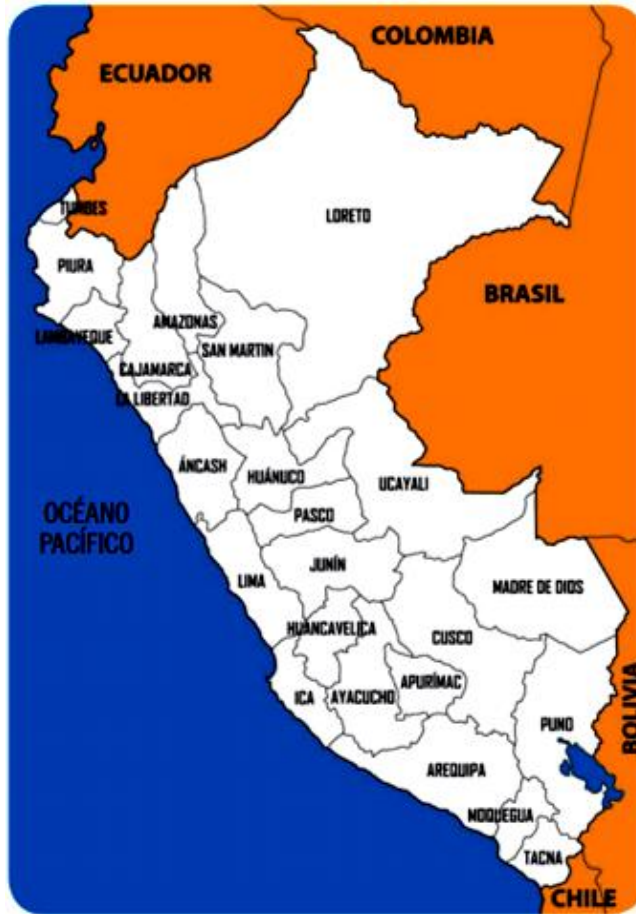 COLOMBIA
ECUADOR
TUMBES
LORETO
PIURA
BRASIL
AMAZONAS
LAMBAYEQUE
SAN MARTIN
CAJAMARCA
LA LIBERTAD
ÁNCASH
HUÁNUCO
UCAYALI
OCÉANO
PACÍFICO
PASCO
JUNÍN
LIMA
MADRE DE DIOS
HUANCAVELICA
CUSCO
APURÍMAC
ICA
AYACUCHO
BOLIVIA
PUNO
AREQUIPA
MOQUEGUA
TACNA
CHILE